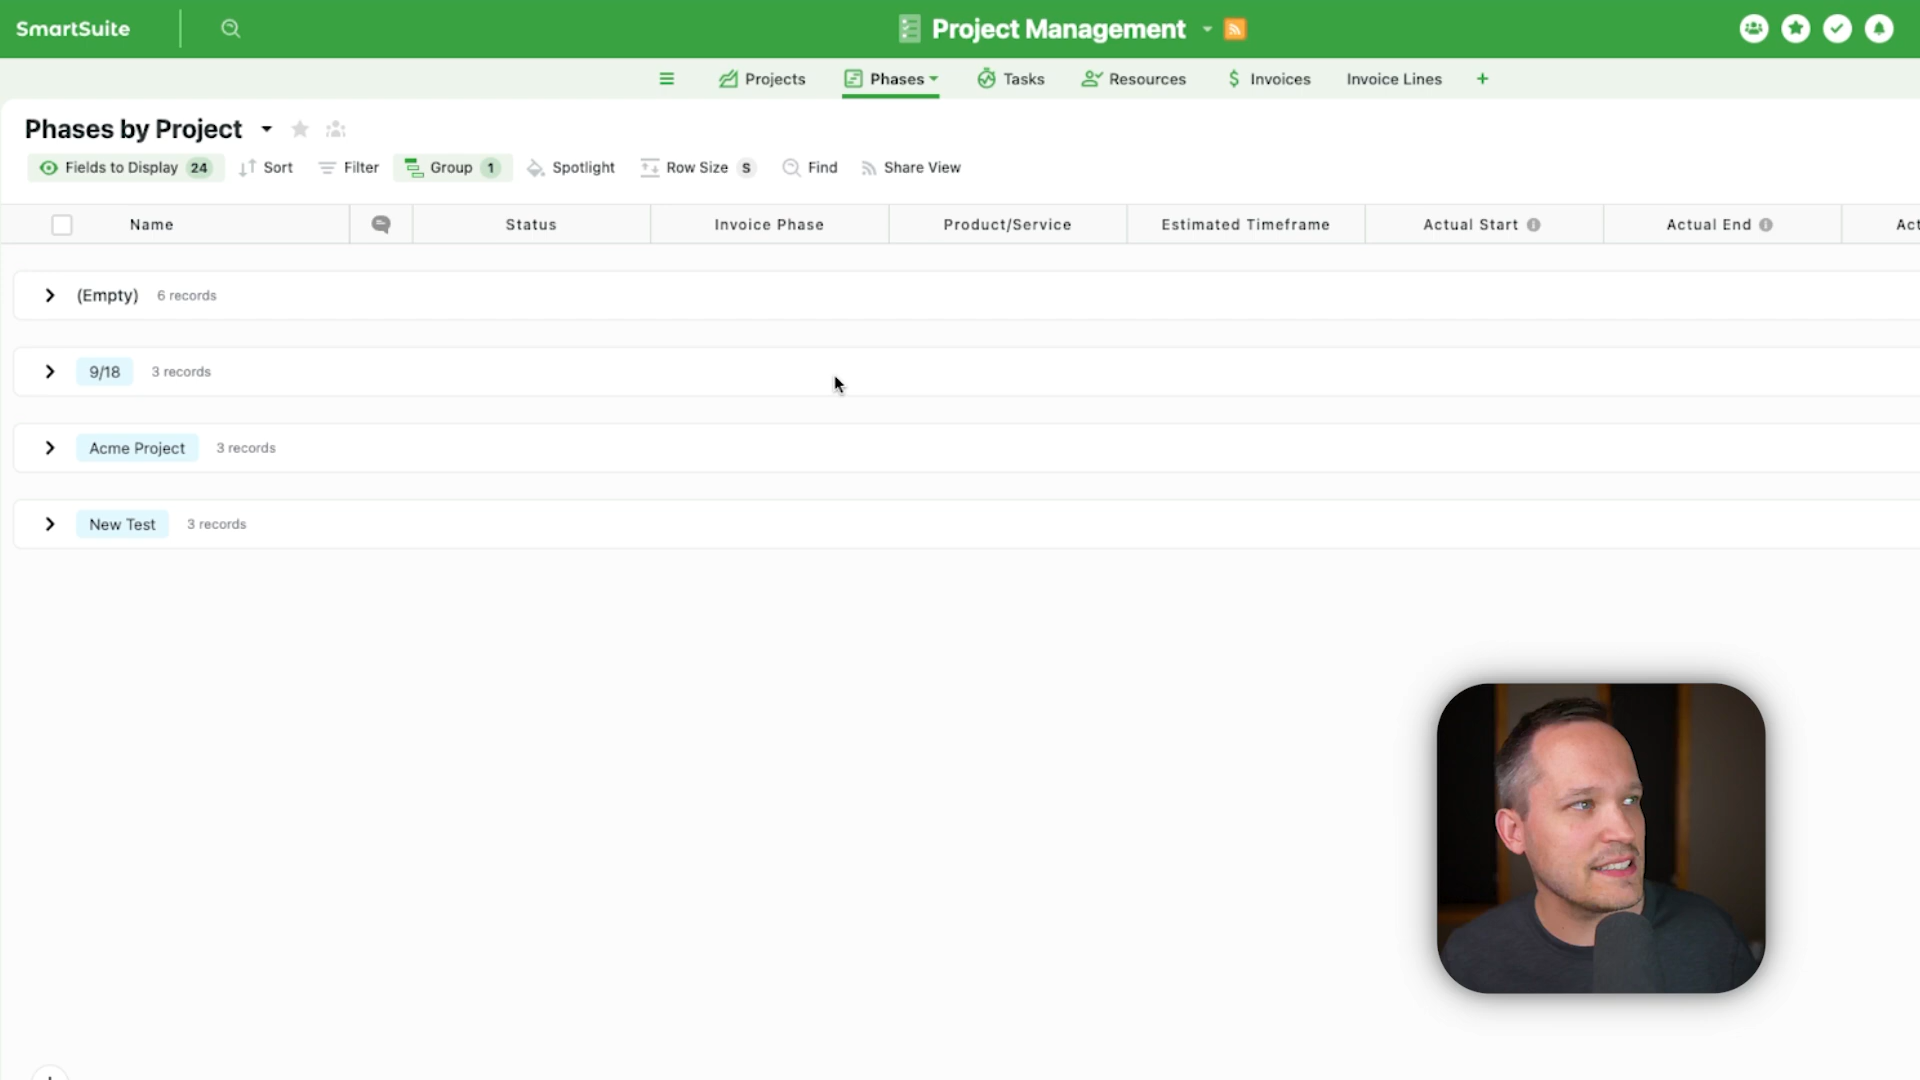 SmartSuite
Project Management
Projects
Phases
Tasks
Resources
$ Invoices
Invoice Lines
+
Phases by Project
Fields to Display 24
Sort
Filter
Group 1
Spotlight
Row Size S
Find
Share View
Name
Status
Invoice Phase
Product/Service
Estimated Timeframe
Actual Start
Actual End
Act
(Empty) 6 records
9/18 3 records
Acme Project 3 records
New Test 3 records